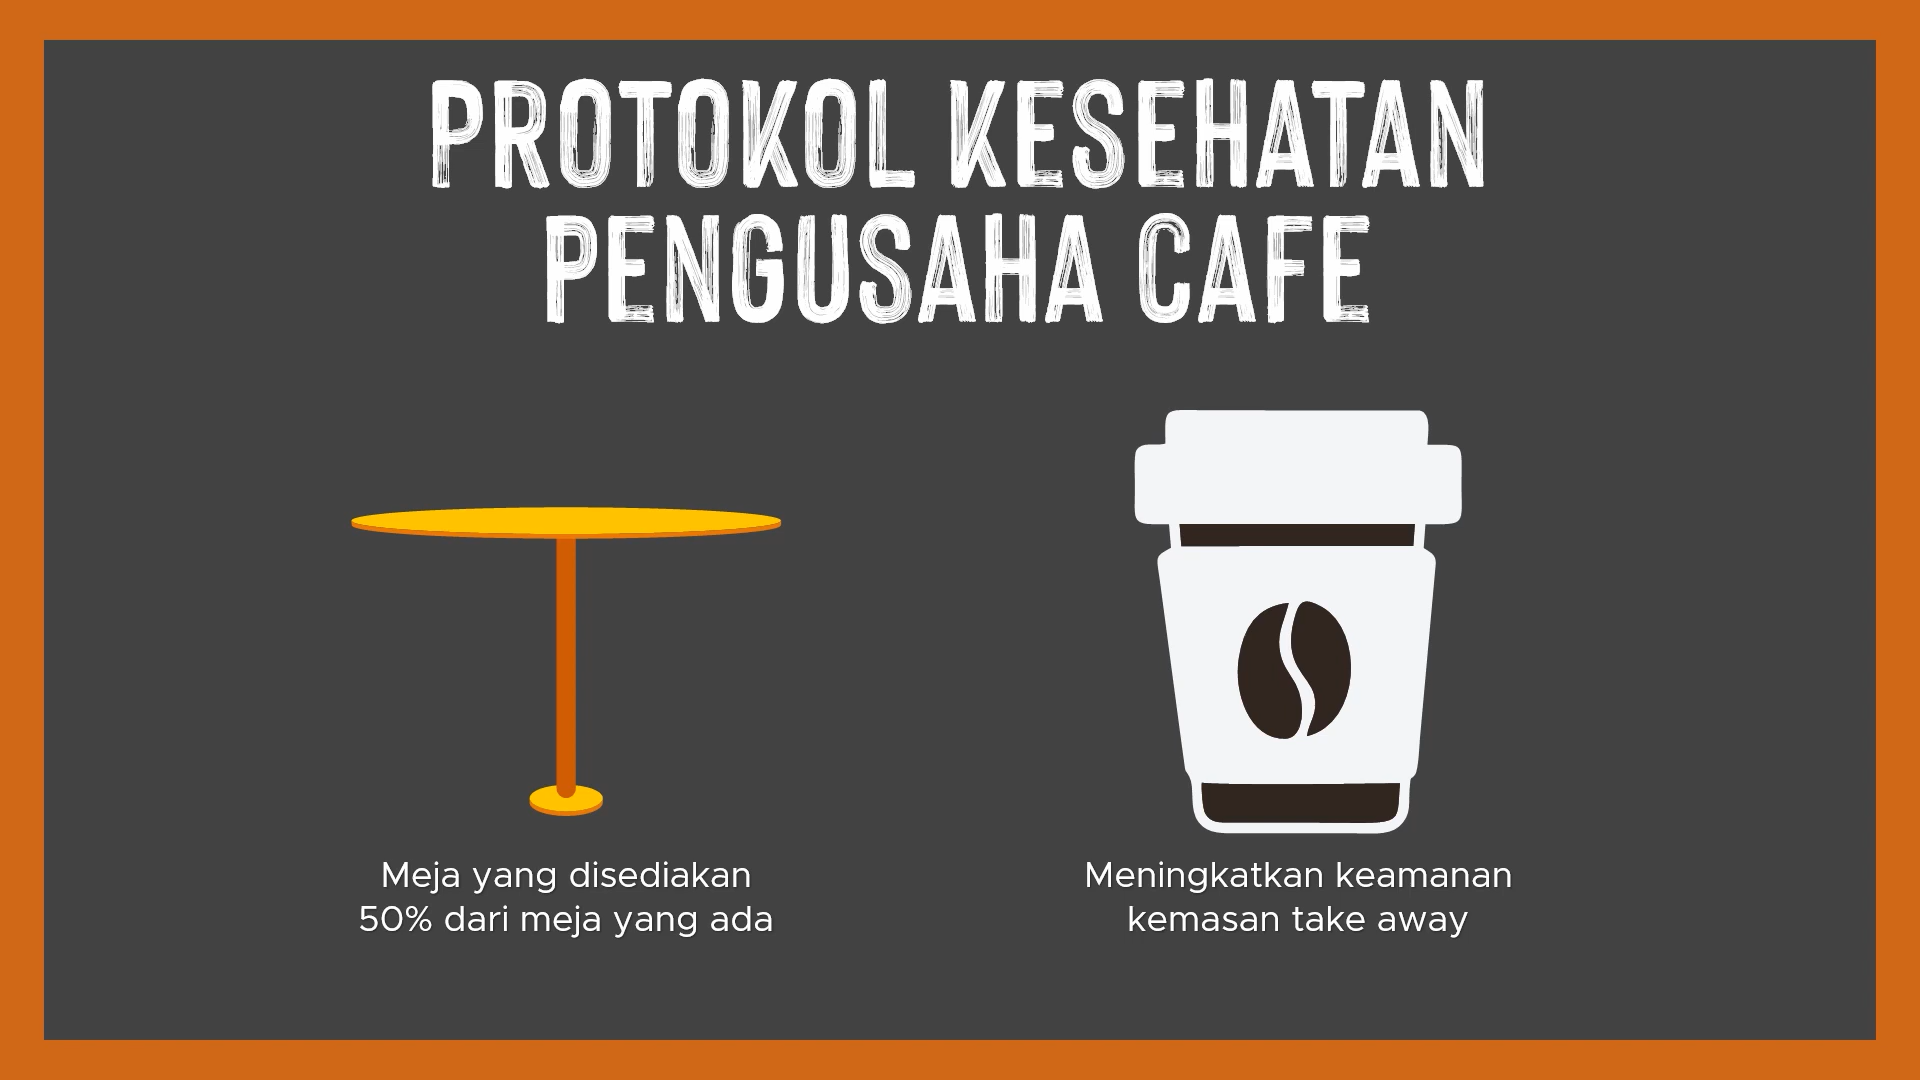 PROTOKOL KESEHATAN
PENGUSAHA CAFE
Meja yang disediakan
50% dari meja yang ada
Meningkatkan keamanan
kemasan take away